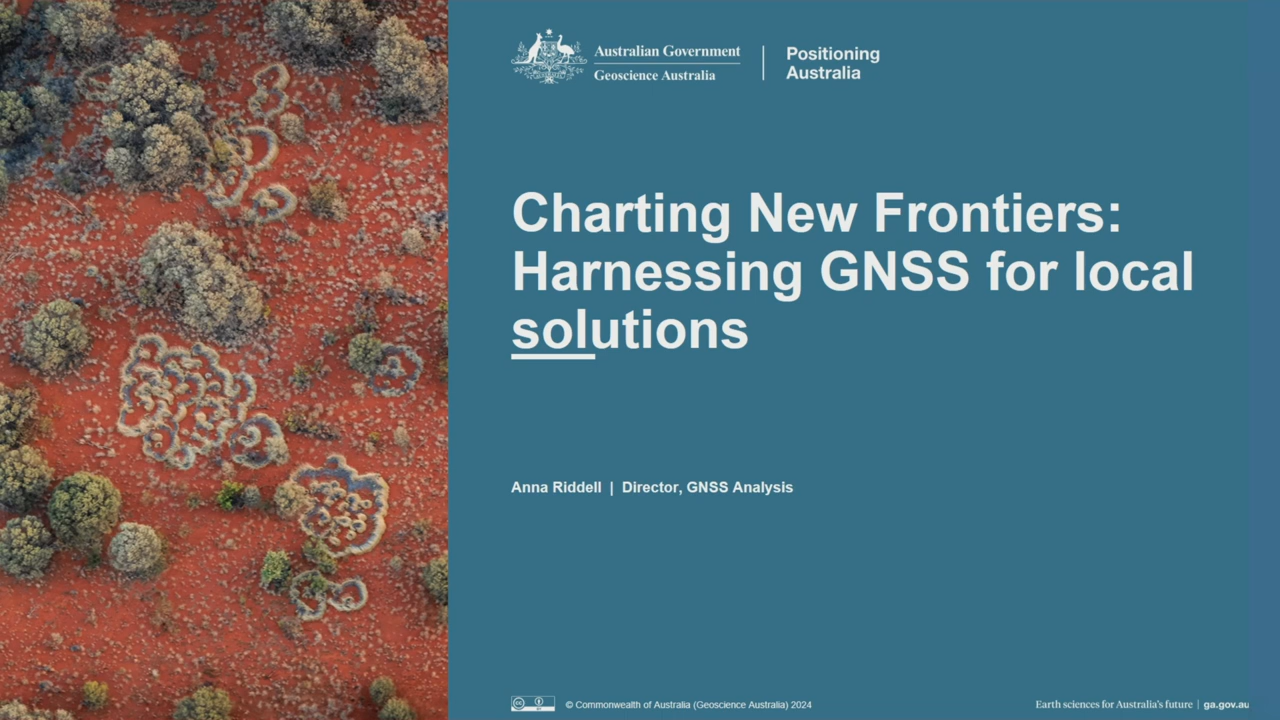 Australian Government
Geoscience Australia
Positioning
Australia
Charting New Frontiers:
Harnessing GNSS for local
solutions
Anna Riddell | Director, GNSS Analysis
© Commonwealth of Australia (Geoscience Australia) 2024
Earth sciences for Australia's future | ga.gov.au